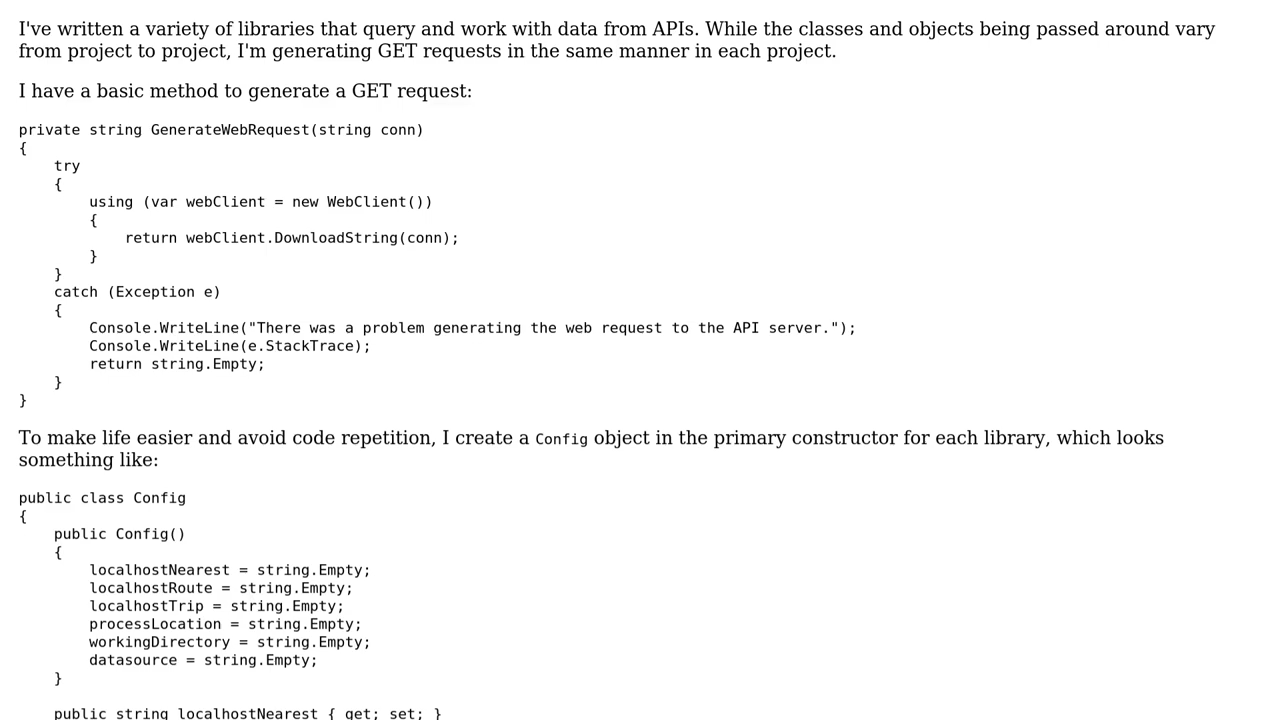 I've written a variety of libraries that query and work with data from APIs. While the classes and objects being passed around vary
from project to project, I'm generating GET requests in the same manner in each project.
I have a basic method to generate a GET request:
private string GenerateWebRequest(string conn)
{
    try
    {
        using (var webClient = new WebClient())
        {
            return webClient.DownloadString(conn);
        }
    }
    catch (Exception e)
    {
        Console.WriteLine("There was a problem generating the web request to the API server.");
        Console.WriteLine(e.StackTrace);
        return string.Empty;
    }
}
To make life easier and avoid code repetition, I create a Config object in the primary constructor for each library, which looks
something like:
public class Config
{
    public Config()
    {
        localhostNearest = string.Empty;
        localhostRoute = string.Empty;
        localhostTrip = string.Empty;
        processLocation = string.Empty;
        workingDirectory = string.Empty;
        datasource = string.Empty;
    }
    public string localhostNearest { get; set; }